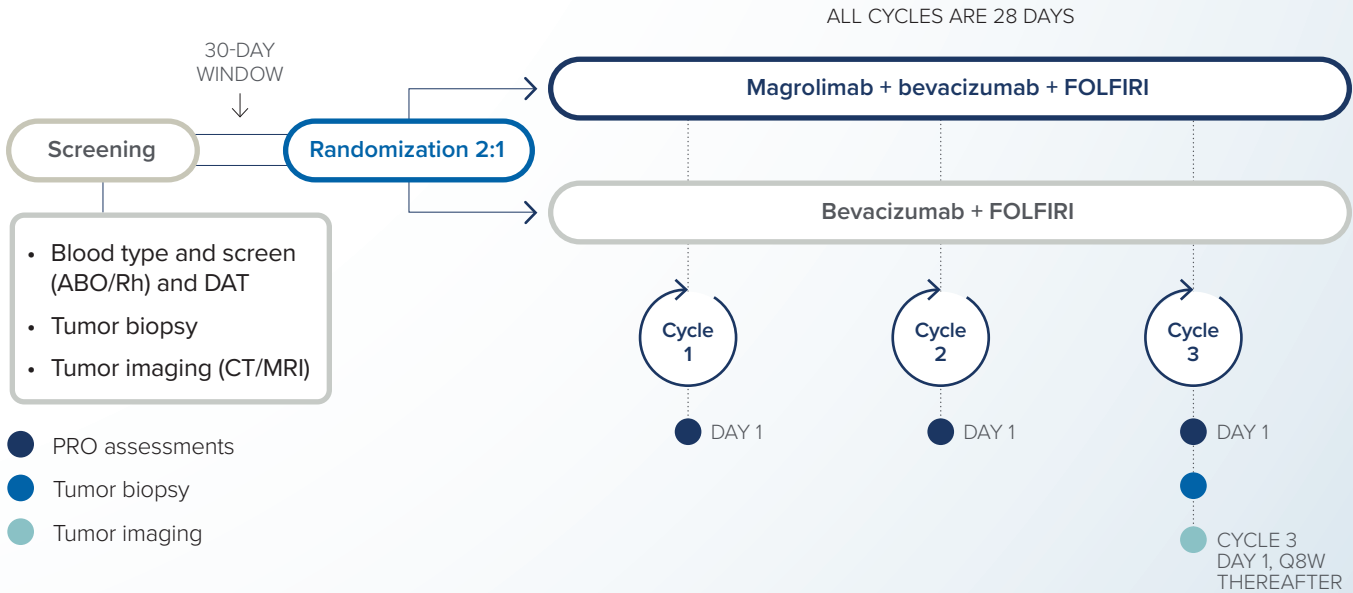 ALL CYCLES ARE 28 DAYS
30-DAY
WINDOW
Screening
Randomization 2:1
Magrolimab + bevacizumab + FOLFIRI
Bevacizumab + FOLFIRI
• Blood type and screen
(ABO/Rh) and DAT
• Tumor biopsy
• Tumor imaging (CT/MRI)
Cycle
1
Cycle
2
Cycle
3
DAY 1
DAY 1
DAY 1
PRO assessments
Tumor biopsy
Tumor imaging
CYCLE 3
DAY 1, Q8W
THEREAFTER